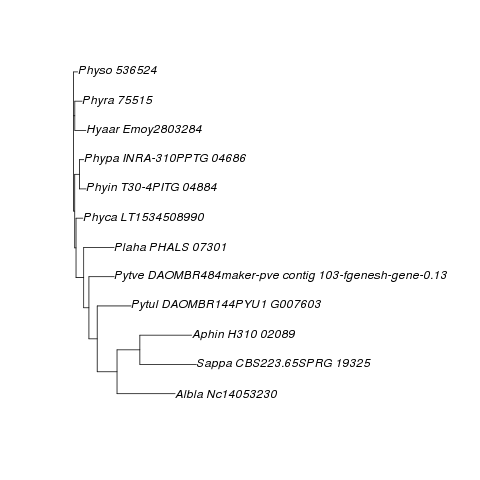 Physo 536524
Phyra 75515
Hyaar Emoy2803284
Phypa INRA-310PPTG 04686
Phyin T30-4PITG 04884
Phyca LT1534508990
Plaha PHALS 07301
Pytve DAOMBR484maker-pve contig 103-fgenesh-gene-0.13
Pytul DAOMBR144PYU1 G007603
Aphin H310 02089
Sappa CBS223.65SPRG 19325
Albla Nc14053230